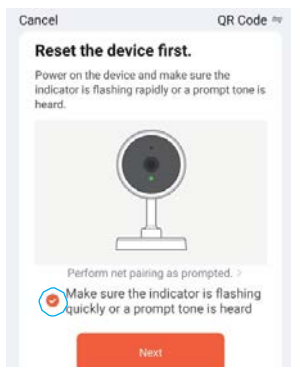 Cancel QR Code
Reset the device first.
Power on the device and make sure the
indicator is flashing rapidly or a prompt tone is
heard.
Perform net pairing as prompted. >
Make sure the indicator is flashing
quickly or a prompt tone is heard
Next